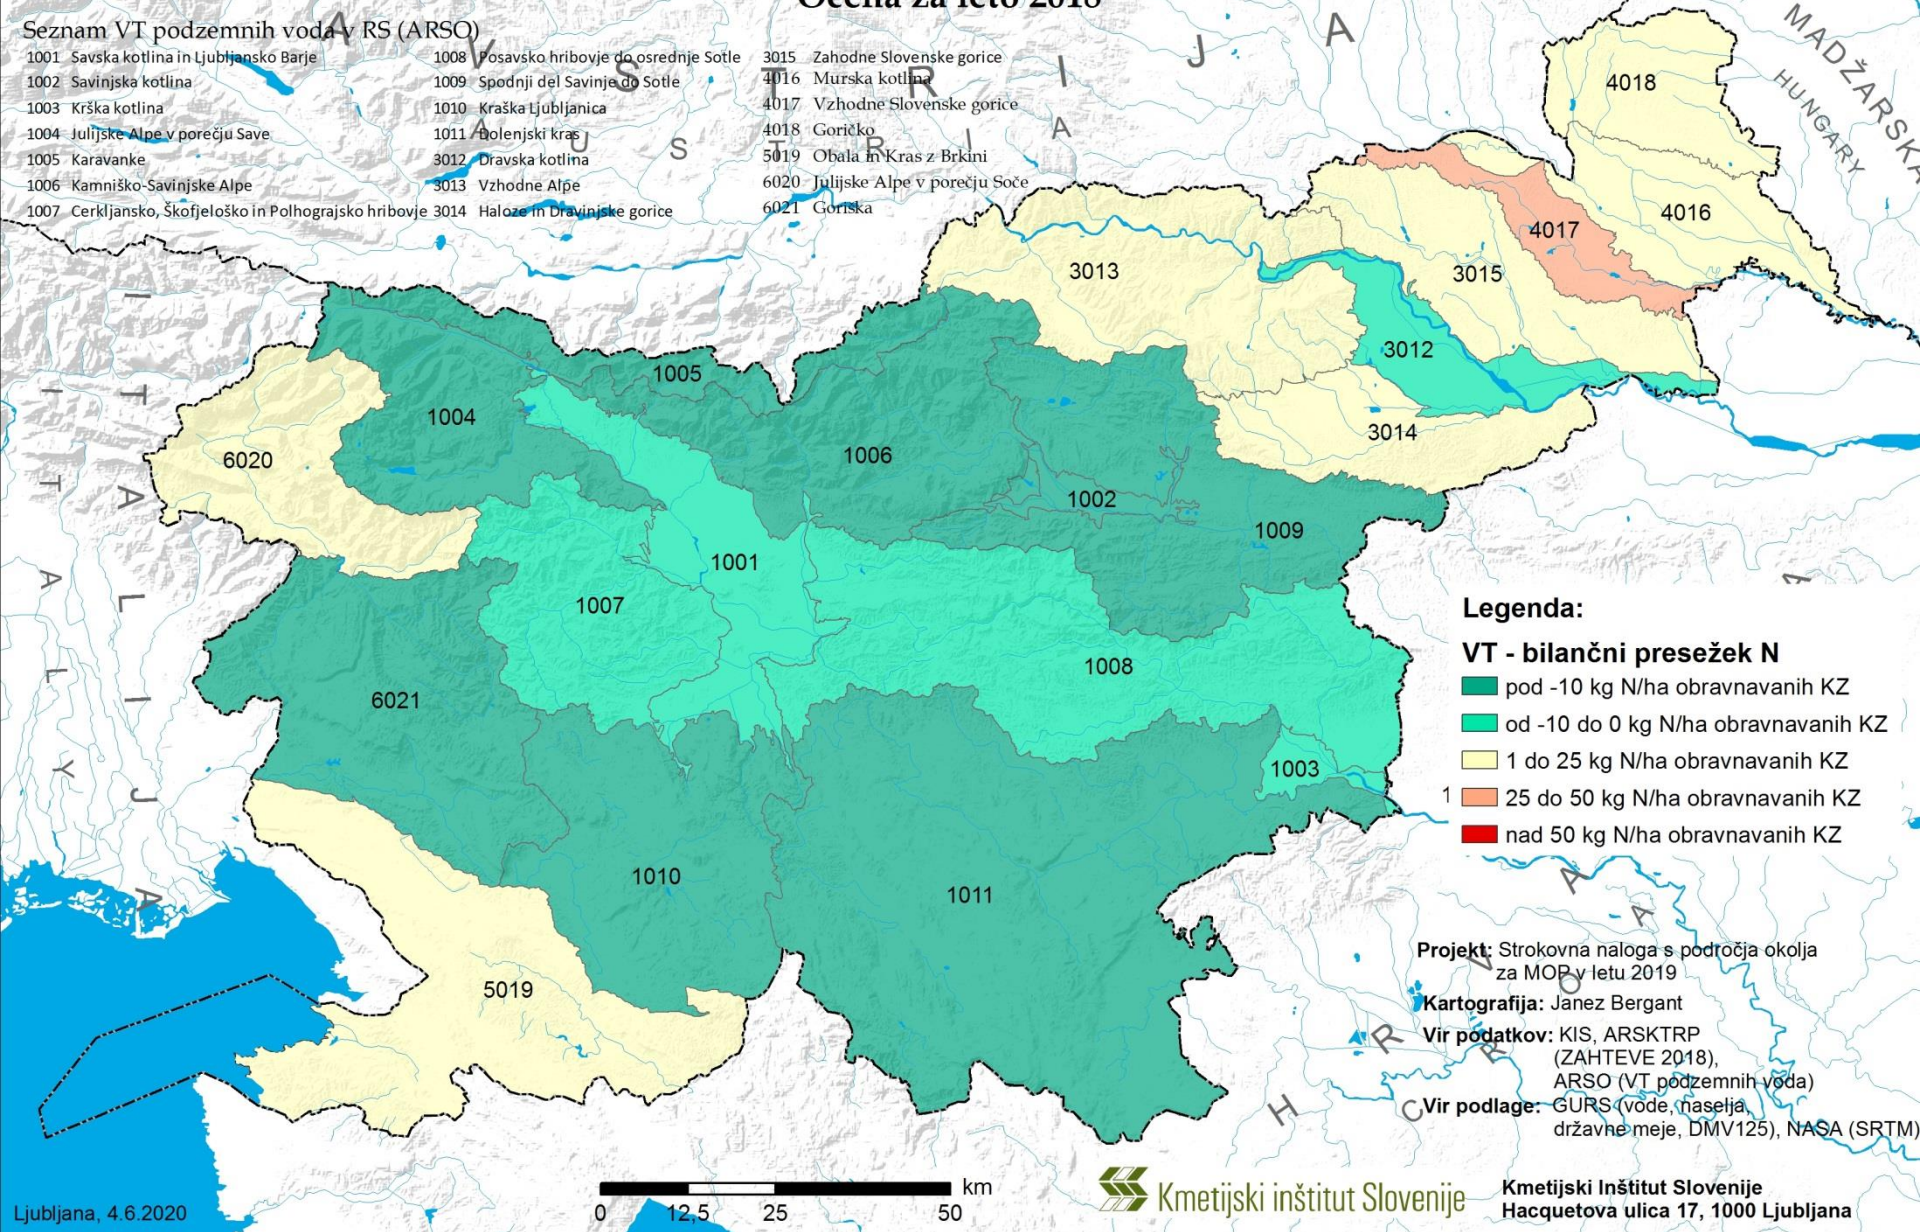 Ocena za leto 2018
Seznam VT podzemnih voda v RS (ARSO)
1001 Savska kotlina in Ljubljansko Barje
1002 Savinjska kotlina
1003 Krška kotlina
1004 Julijske Alpe v porečju Save
1005 Karavanke
1006 Kamniško-Savinjske Alpe
1007 Cerkljansko, Škofjeloško in Polhograjsko hribovje
1008 Posavsko hribovje do osrednje Sotle
1009 Spodnji del Savinje do Sotle
1010 Kraška Ljubljanica
1011 Dolenjski kras
3012 Dravska kotlina
3013 Vzhodne Alpe
3014 Haloze in Dravinjske gorice
3015 Zahodne Slovenske gorice
4016 Murska kotlina
4017 Vzhodne Slovenske gorice
4018 Goričko
5019 Obala in Kras z Brkini
6020 Julijske Alpe v porečju Soče
6021 Goriška
AVSTRIJA
AUSTRIA
MADŽARSKA
HUNGARY
ITALIJA
ITALY
4018
4016
4017
3015
3013
3012
3014
1005
1004
1006
6020
1002
1009
1001
1007
1008
6021
1003
1010
1011
5019
1
Legenda:
VT - bilančni presežek N
pod -10 kg N/ha obravnavanih KZ
od -10 do 0 kg N/ha obravnavanih KZ
1 do 25 kg N/ha obravnavanih KZ
25 do 50 kg N/ha obravnavanih KZ
nad 50 kg N/ha obravnavanih KZ
HRVO A A
C R
Projekt: Strokovna naloga s področja okolja
za MOP v letu 2019
Kartografija: Janez Bergant
Vir podatkov: KIS, ARSKTRP
(ZAHTEVE 2018),
ARSO (VT podzemnih voda)
Vir podlage: GURS (vode, naselja,
državne meje, DMV125), NASA (SRTM)
km
0 12,5 25 50
Kmetijski inštitut Slovenije
Kmetijski Inštitut Slovenije
Hacquetova ulica 17, 1000 Ljubljana
Ljubljana, 4.6.2020